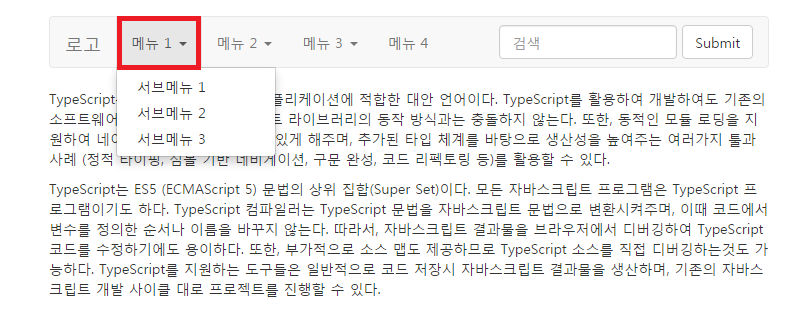 로고 메뉴 1 메뉴 2 메뉴 3 메뉴 4 검색 Submit
서브메뉴 1
서브메뉴 2
서브메뉴 3
TypeScript 플리케이션에 적합한 대안 언어이다. TypeScript를 활용하여 개발하여도 기존의
소프트웨어 트 라이브러리의 동작 방식과는 충돌하지 않는다. 또한, 동적인 모듈 로딩을 지
원하여 네이 있게 해주며, 추가된 타입 체계를 바탕으로 생산성을 높여주는 여러가지 툴과
사례 (정적 타이핑, 심볼 기반 네비게이션, 구문 완성, 코드 리펙토링 등)를 활용할 수 있다.
TypeScript는 ES5 (ECMAScript 5) 문법의 상위 집합(Super Set)이다. 모든 자바스크립트 프로그램은 TypeScript 프
로그램이기도 하다. TypeScript 컴파일러는 TypeScript 문법을 자바스크립트 문법으로 변환시켜주며, 이때 코드에서
변수를 정의한 순서나 이름을 바꾸지 않는다. 따라서, 자바스크립트 결과물을 브라우저에서 디버깅하여 TypeScript
코드를 수정하기에도 용이하다. 또한, 부가적으로 소스 맵도 제공하므로 TypeScript 소스를 직접 디버깅하는것도 가
능하다. TypeScript를 지원하는 도구들은 일반적으로 코드 저장시 자바스크립트 결과물을 생산하며, 기존의 자바스
크립트 개발 사이클 대로 프로젝트를 진행할 수 있다.